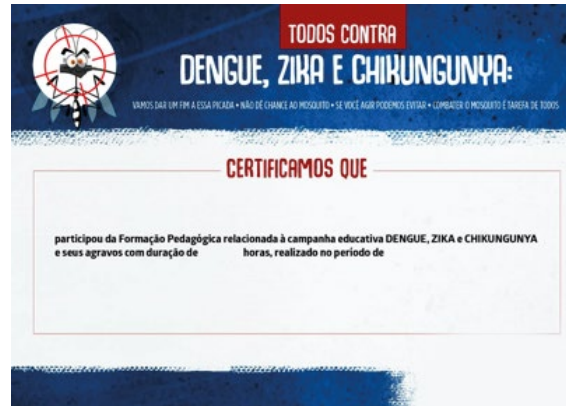 TODOS CONTRA
DENGUE, ZIKA E CHIKUNGUNYA:
VAMOS DAR UM FIM A ESSA PICADA • NÃO DÊ CHANCE AO MOSQUITO • SE VOCÊ AGIR PODEMOS EVITAR • COMBATER O MOSQUITO É TAREFA DE TODOS
CERTIFICAMOS QUE
participou da Formação Pedagógica relacionada à campanha educativa DENGUE, ZIKA e CHIKUNGUNYA
e seus agravos com duração de horas, realizado no período de